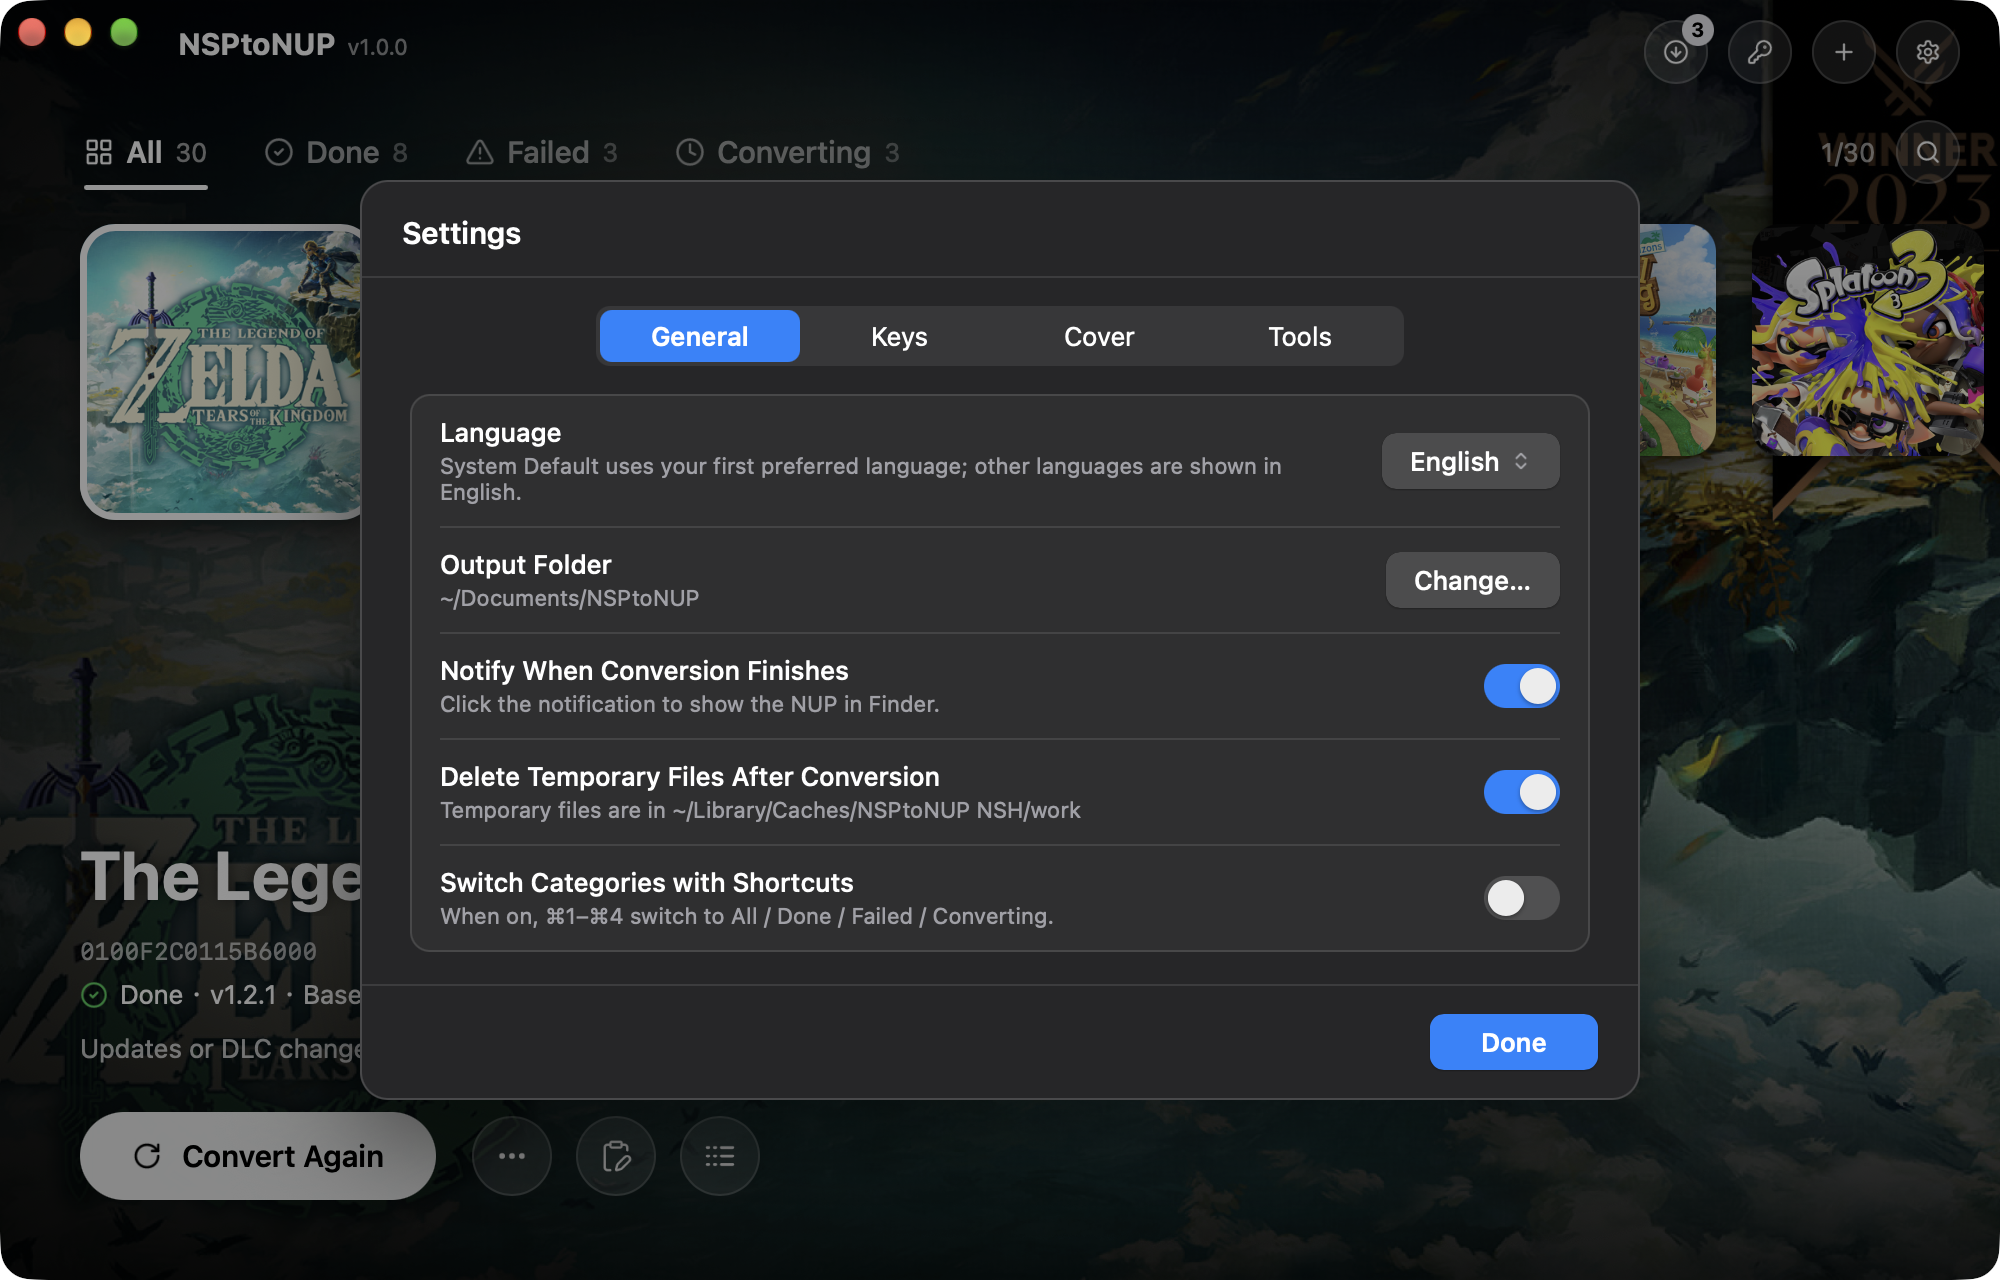 NSPtoNUP v1.0.0
3
All 30
Done 8
Failed 3
Converting 3
1/30
WINNER
2023
Settings
General
Keys
Cover
Tools
THE LEGEND OF
ZELDA
TEARS OF THE KINGDOM
Splatoon 3
Language
System Default uses your first preferred language; other languages are shown in
English.
English
Output Folder
~/Documents/NSPtoNUP
Change...
Notify When Conversion Finishes
Click the notification to show the NUP in Finder.
Delete Temporary Files After Conversion
Temporary files are in ~/Library/Caches/NSPtoNUP NSH/work
Switch Categories with Shortcuts
When on, ⌘1–⌘4 switch to All / Done / Failed / Converting.
Done
THE L
The Lege
0100F2C0115B6000
Done · v1.2.1 · Base
Updates or DLC change
TEARS
Convert Again